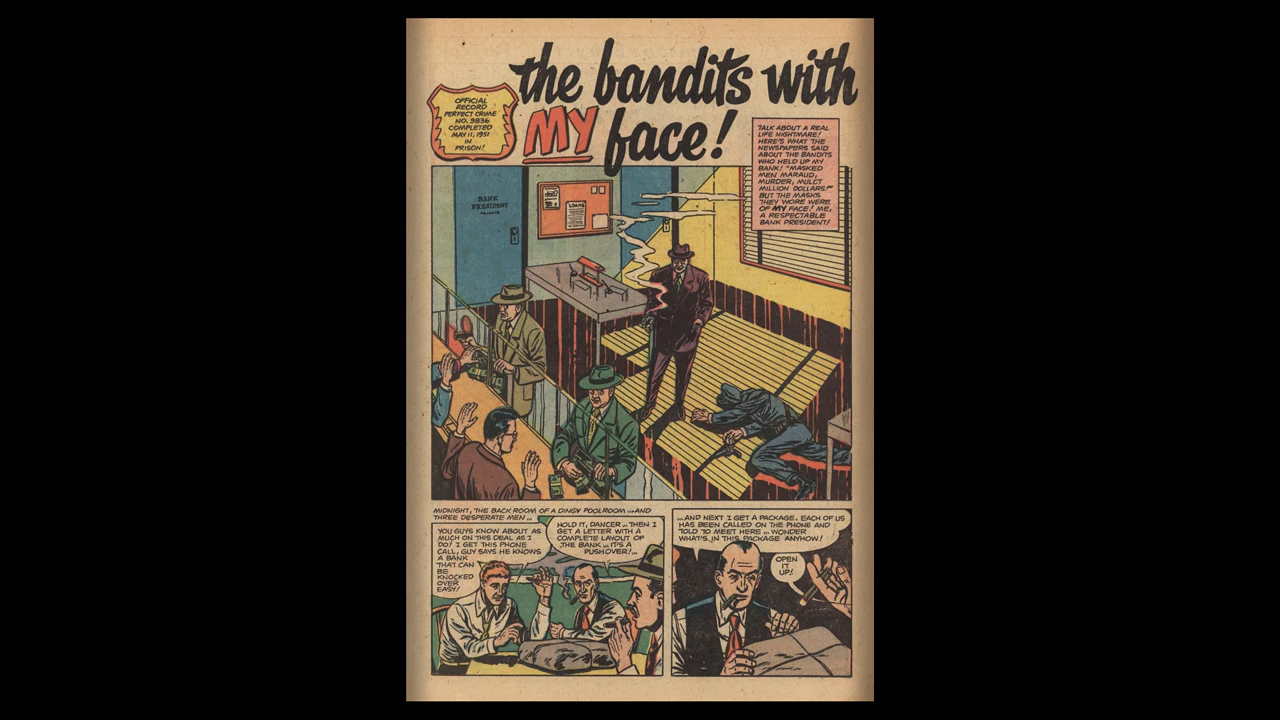 the bandits with
MY face!
OFFICIAL
RECORD
PERFECT CRIME
NO. 9836
COMPLETED
MAY 11, 1951
IN
PRISON!
TALK ABOUT A REAL
LIFE NIGHTMARE!
HERE'S WHAT THE
NEWSPAPERS SAID
ABOUT THE BANDITS
WHO HELD UP MY
BANK! "MASKED
MEN MARAUD,
MURDER, MULCT
MILLION DOLLARS!"
BUT THE MASKS
THEY WORE WERE
OF MY FACE! ME,
A RESPECTABLE
BANK PRESIDENT!
BANK
PRESIDENT
PRIVATE
LOANS
MIDNIGHT, THE BACK ROOM OF A DINGY POOLROOM ... AND
THREE DESPERATE MEN ...
YOU GUYS KNOW ABOUT AS
MUCH ON THIS DEAL AS I
DO! I GET THIS PHONE
CALL, GUY SAYS HE KNOWS
A BANK
THAT CAN
BE
KNOCKED
OVER
EASY!
HOLD IT, DANCER ... THEN I
GET A LETTER WITH A
COMPLETE LAYOUT OF
THE BANK ... IT'S A
PUSHOVER!...
...AND NEXT I GET A PACKAGE. EACH OF US
HAS BEEN CALLED ON THE PHONE AND
TOLD TO MEET HERE ... WONDER
WHAT'S IN THIS PACKAGE ANYHOW!
OPEN
IT
UP!